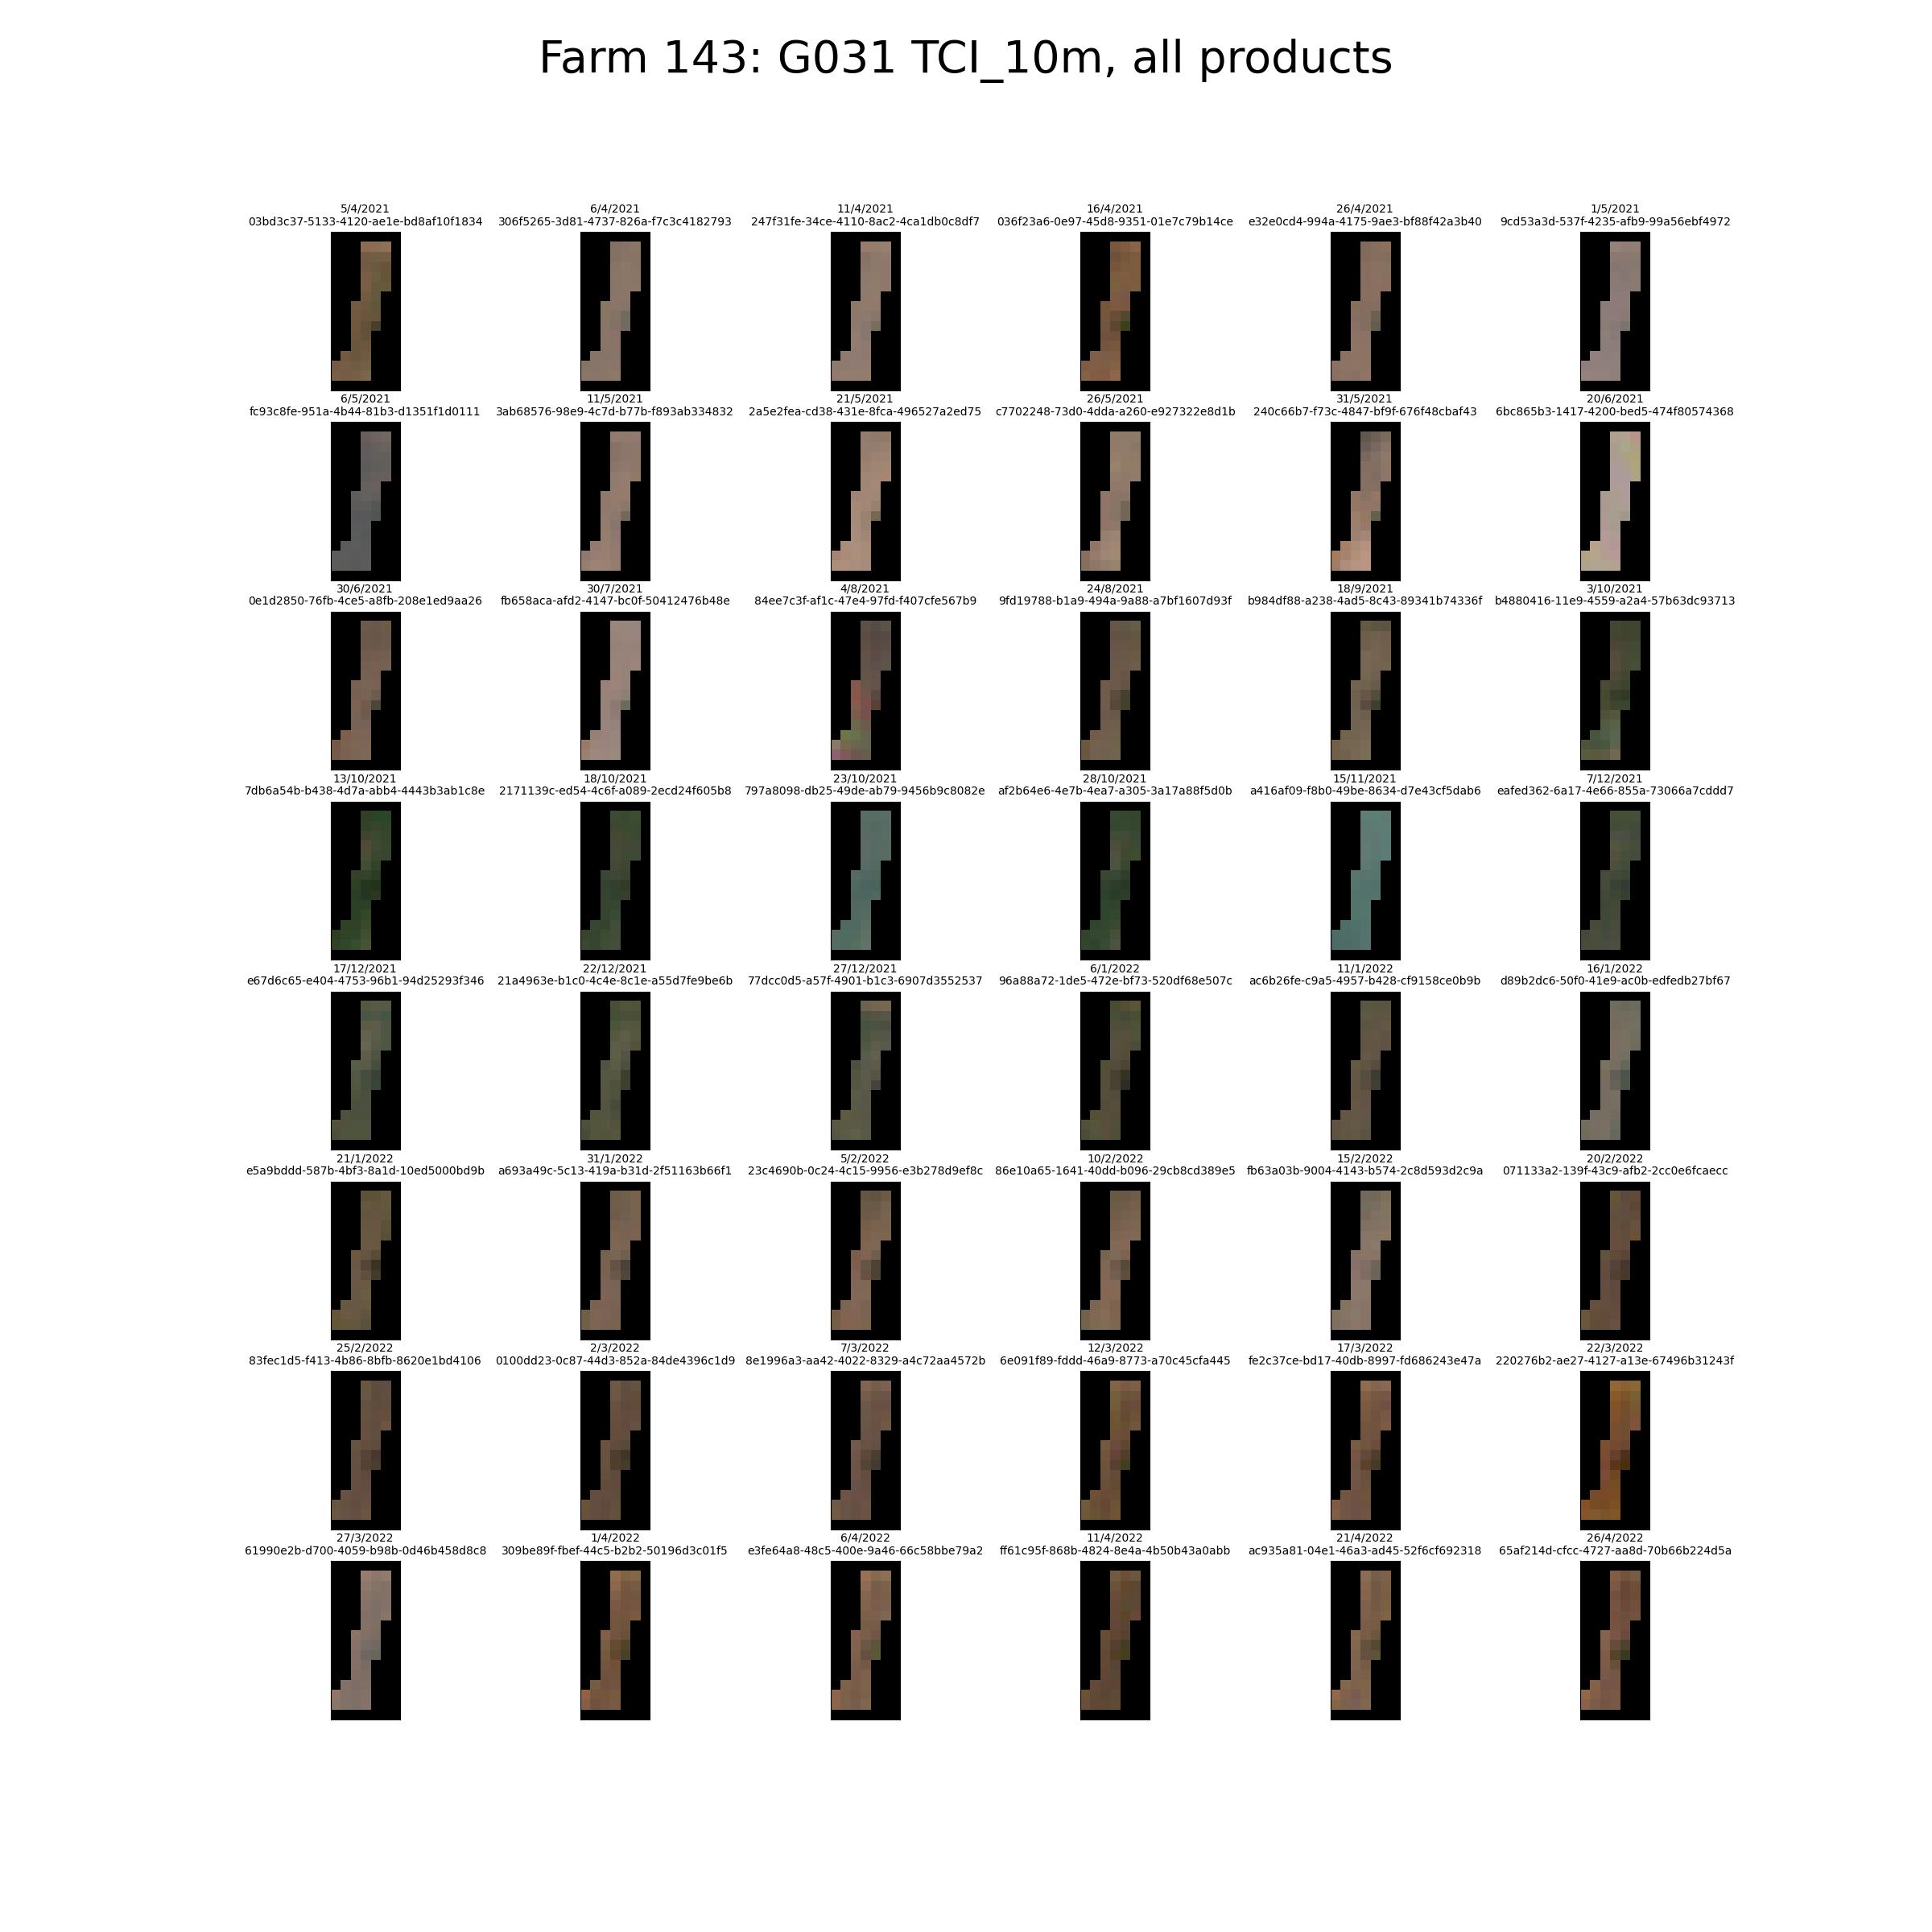 Farm 143: G031 TCI_10m, all products
5/4/2021 6/4/2021 11/4/2021 16/4/2021 26/4/2021 1/5/2021
03bd3c37-5133-4120-ae1e-bd8af10f1834 306f5265-3d81-4737-826a-f7c3c4182793 247f31fe-34ce-4110-8ac2-4ca1db0c8df7 036f23a6-0e97-45d8-9351-01e7c79b14ce e32e0cd4-994a-4175-9ae3-bf88f42a3b40 9cd53a3d-537f-4235-afb9-99a56ebf4972
6/5/2021 11/5/2021 21/5/2021 26/5/2021 31/5/2021 20/6/2021
fc93c8fe-951a-4b44-81b3-d1351f1d0111 3ab68576-98e9-4c7d-b77b-f893ab334832 2a5e2fea-cd38-431e-8fca-496527a2ed75 c7702248-73d0-4dda-a260-e927322e8d1b 240c66b7-f73c-4847-bf9f-676f48cbaf43 6bc865b3-1417-4200-bed5-474f80574368
30/6/2021 30/7/2021 4/8/2021 24/8/2021 18/9/2021 3/10/2021
0e1d2850-76fb-4ce5-a8fb-208e1ed9aa26 fb658aca-afd2-4147-bc0f-50412476b48e 84ee7c3f-af1c-47e4-97fd-f407cfe567b9 9fd19788-b1a9-494a-9a88-a7bf1607d93f b984df88-a238-4ad5-8c43-89341b74336f b4880416-11e9-4559-a2a4-57b63dc93713
13/10/2021 18/10/2021 23/10/2021 28/10/2021 15/11/2021 7/12/2021
7db6a54b-b438-4d7a-abb4-4443b3ab1c8e 2171139c-ed54-4c6f-a089-2ecd24f605b8 797a8098-db25-49de-ab79-9456b9c8082e af2b64e6-4e7b-4ea7-a305-3a17a88f5d0b a416af09-f8b0-49be-8634-d7e43cf5dab6 eafed362-6a17-4e66-855a-73066a7cddd7
17/12/2021 22/12/2021 27/12/2021 6/1/2022 11/1/2022 16/1/2022
e67d6c65-e404-4753-96b1-94d25293f346 21a4963e-b1c0-4c4e-8c1e-a55d7fe9be6b 77dcc0d5-a57f-4901-b1c3-6907d3552537 96a88a72-1de5-472e-bf73-520df68e507c ac6b26fe-c9a5-4957-b428-cf9158ce0b9b d89b2dc6-50f0-41e9-ac0b-edfedb27bf67
21/1/2022 31/1/2022 5/2/2022 10/2/2022 15/2/2022 20/2/2022
e5a9bddd-587b-4bf3-8a1d-10ed5000bd9b a693a49c-5c13-419a-b31d-2f51163b66f1 23c4690b-0c24-4c15-9956-e3b278d9ef8c 86e10a65-1641-40dd-b096-29cb8cd389e5 fb63a03b-9004-4143-b574-2c8d593d2c9a 071133a2-139f-43c9-afb2-2cc0e6fcaecc
25/2/2022 2/3/2022 7/3/2022 12/3/2022 17/3/2022 22/3/2022
83fec1d5-f413-4b86-8bfb-8620e1bd4106 0100dd23-0c87-44d3-852a-84de4396c1d9 8e1996a3-aa42-4022-8329-a4c72aa4572b 6e091f89-fddd-46a9-8773-a70c45cfa445 fe2c37ce-bd17-40db-8997-fd686243e47a 220276b2-ae27-4127-a13e-67496b31243f
27/3/2022 1/4/2022 6/4/2022 11/4/2022 21/4/2022 26/4/2022
61990e2b-d700-4059-b98b-0d46b458d8c8 309be89f-fbef-44c5-b2b2-50196d3c01f5 e3fe64a8-48c5-400e-9a46-66c58bbe79a2 ff61c95f-868b-4824-8e4a-4b50b43a0abb ac935a81-04e1-46a3-ad45-52f6cf692318 65af214d-cfcc-4727-aa8d-70b66b224d5a